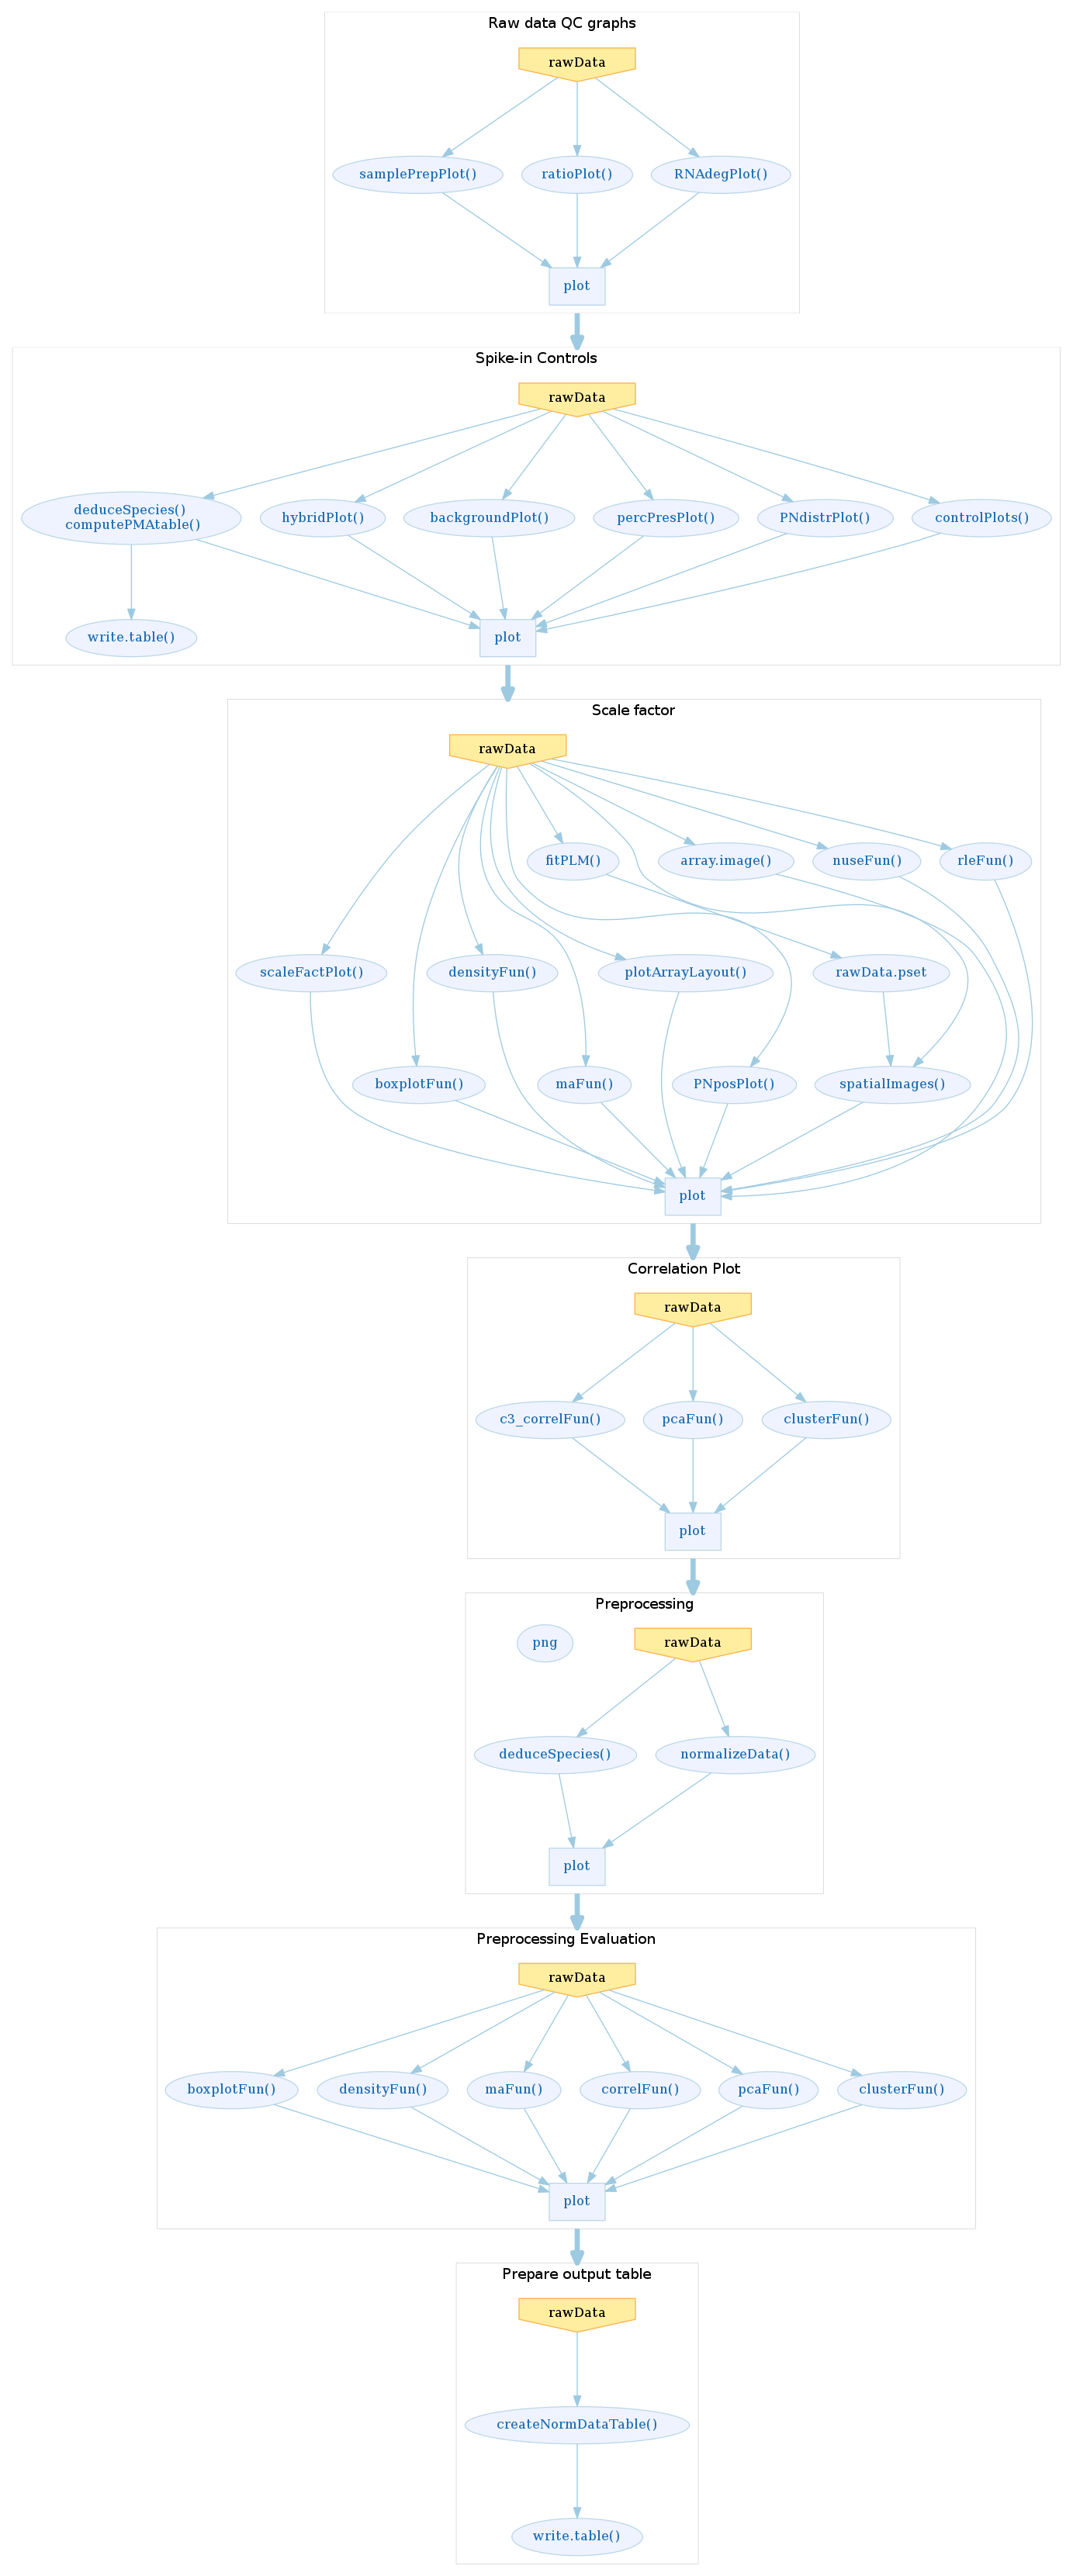 Raw data QC graphs
rawData
samplePrepPlot()
ratioPlot()
RNAdegPlot()
plot
Spike-in Controls
rawData
deduceSpecies()
computePMAtable()
hybridPlot()
backgroundPlot()
percPresPlot()
PNdistrPlot()
controlPlots()
write.table()
plot
Scale factor
rawData
fitPLM()
array.image()
nuseFun()
rleFun()
scaleFactPlot()
densityFun()
plotArrayLayout()
rawData.pset
boxplotFun()
maFun()
PNposPlot()
spatialImages()
plot
Correlation Plot
rawData
c3_correlFun()
pcaFun()
clusterFun()
plot
Preprocessing
png
rawData
deduceSpecies()
normalizeData()
plot
Preprocessing Evaluation
rawData
boxplotFun()
densityFun()
maFun()
correlFun()
pcaFun()
clusterFun()
plot
Prepare output table
rawData
createNormDataTable()
write.table()